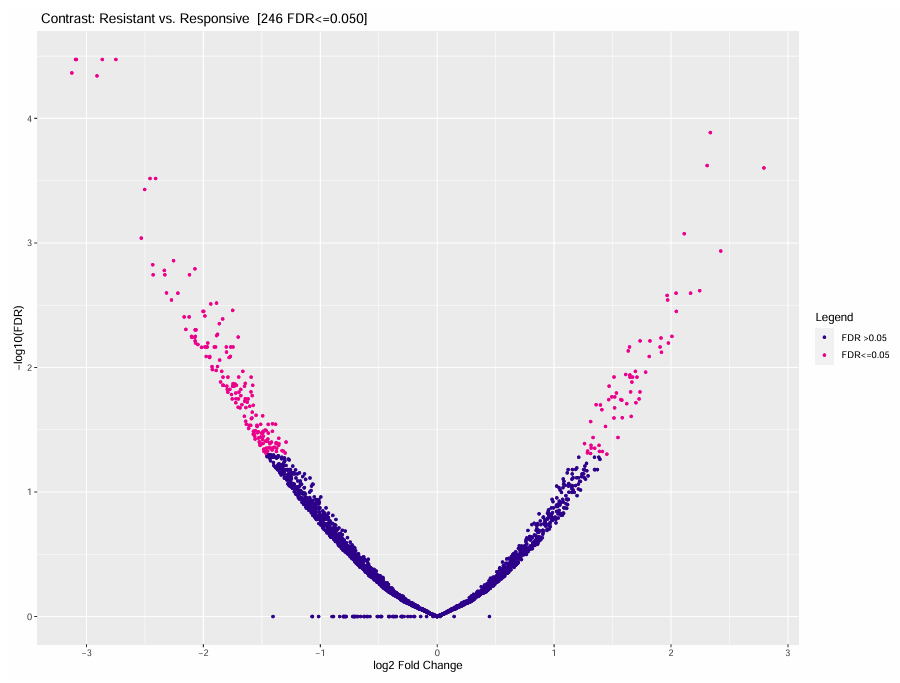 Contrast: Resistant vs. Responsive [246 FDR<=0.050]
4
3
2
1
0
−log10(FDR)
−3
−2
−1
0
1
2
3
log2 Fold Change
Legend
FDR >0.05
FDR<=0.05